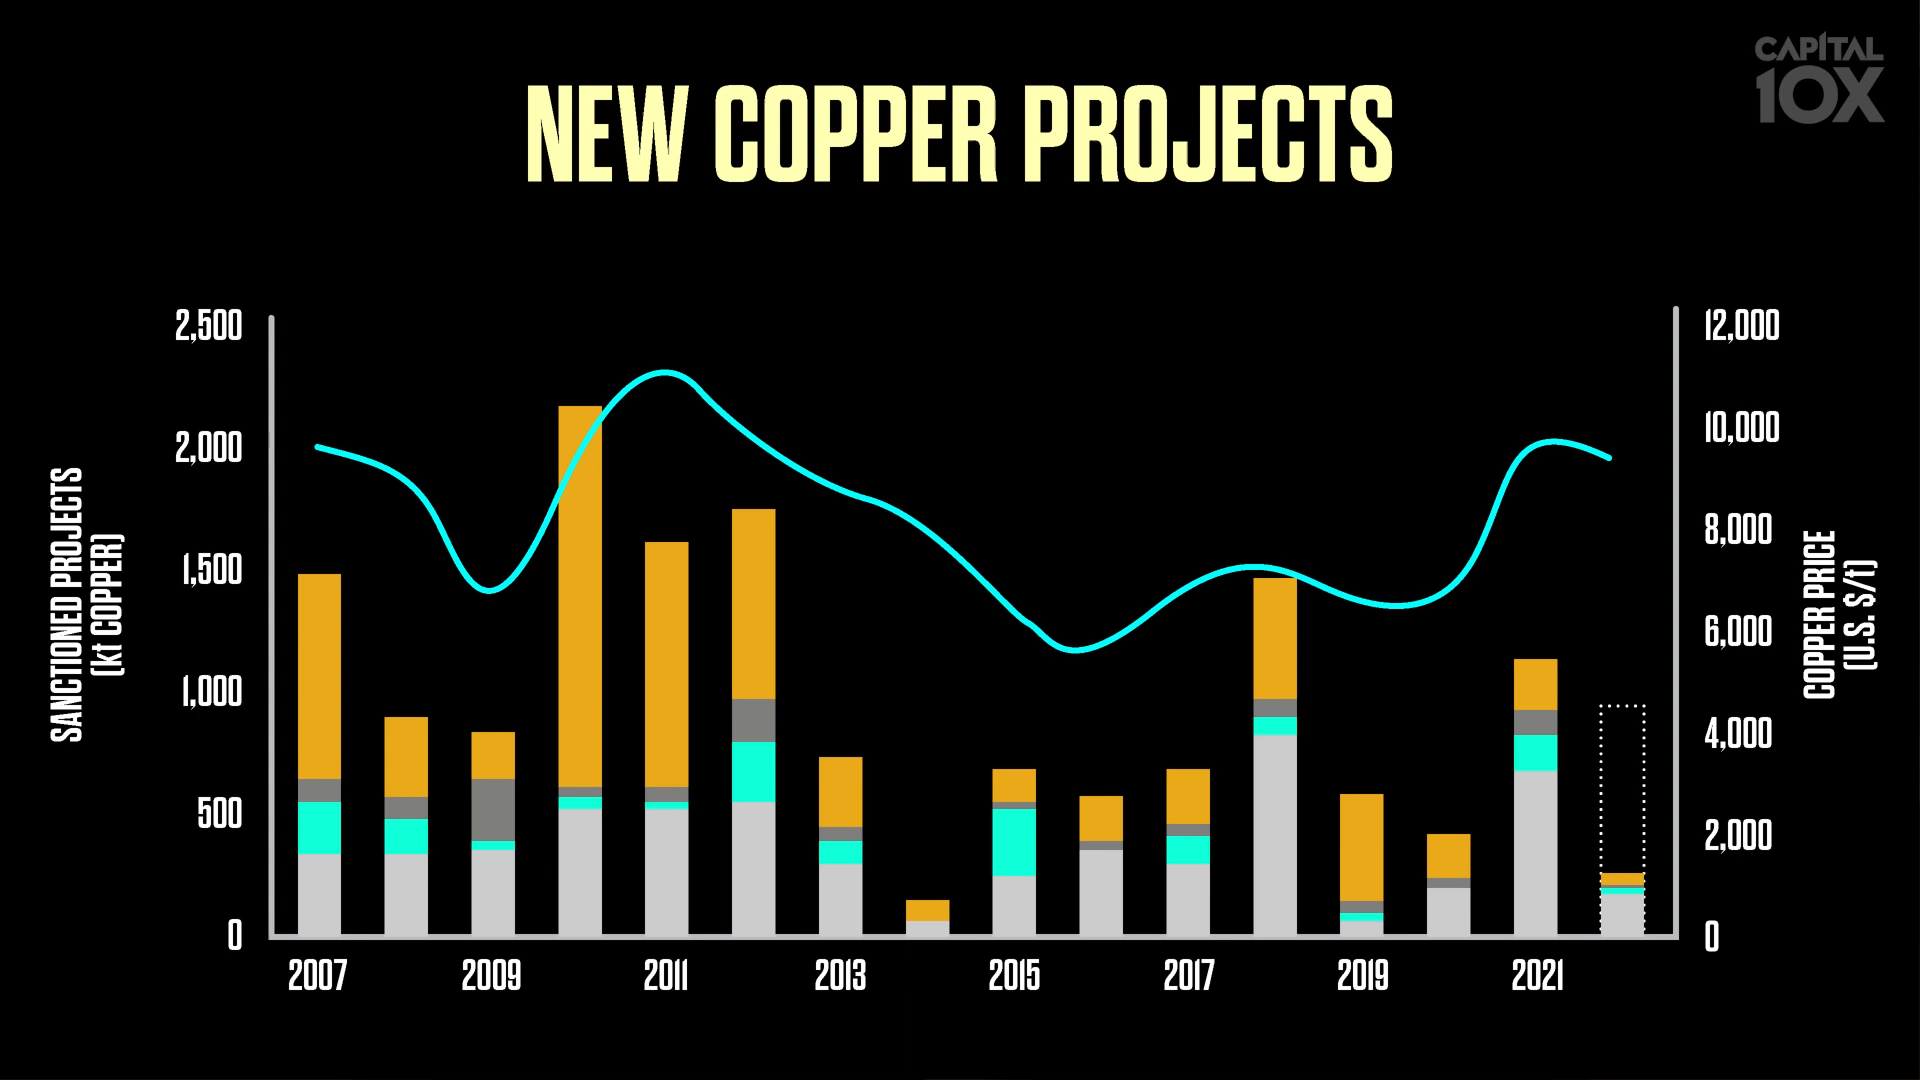 CAPITAL
10X
NEW COPPER PROJECTS
SANCTIONED PROJECTS
(kt COPPER)
2,500
2,000
1,500
1,000
500
0
12,000
10,000
8,000
6,000
4,000
2,000
0
COPPER PRICE
(U.S. $/t)
2007 2009 2011 2013 2015 2017 2019 2021